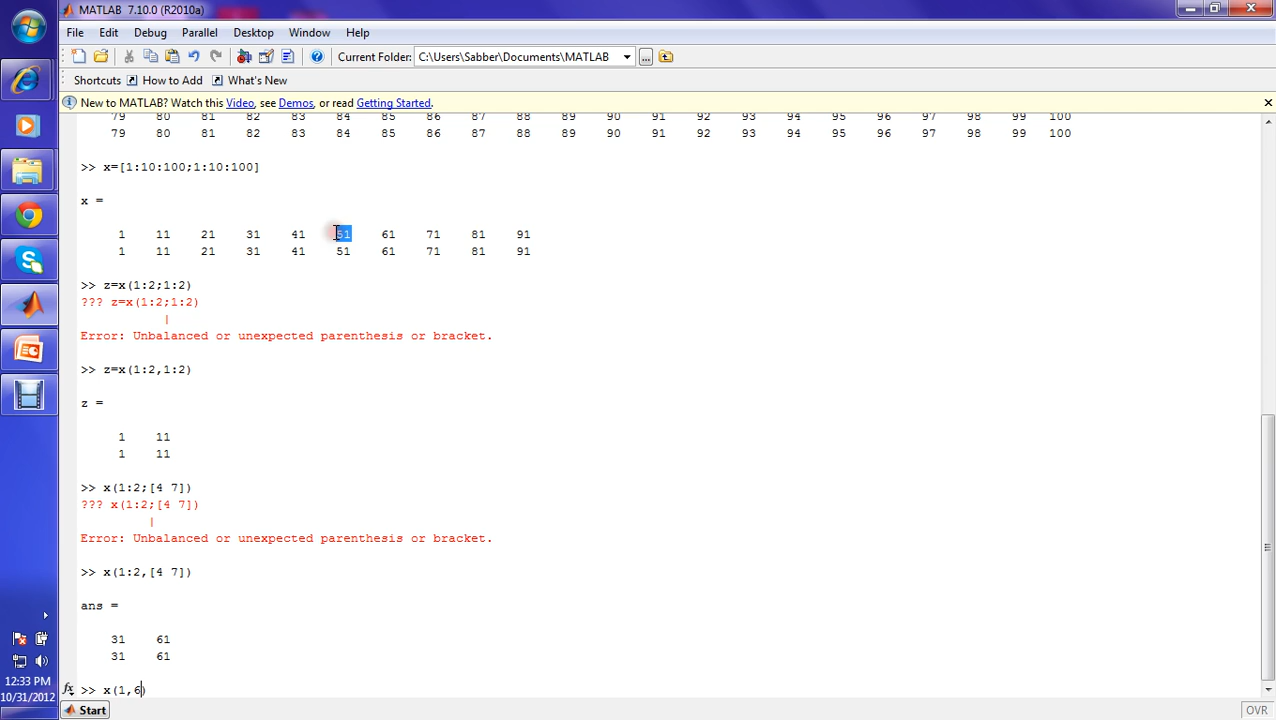 MATLAB 7.10.0 (R2010a)
File Edit Debug Parallel Desktop Window Help
Current Folder: C:\Users\Sabber\Documents\MATLAB ...
Shortcuts How to Add What's New
New to MATLAB? Watch this Video, see Demos, or read Getting Started.
79 80 81 82 83 84 85 86 87 88 89 90 91 92 93 94 95 96 97 98 99 100
79 80 81 82 83 84 85 86 87 88 89 90 91 92 93 94 95 96 97 98 99 100
>> x=[1:10:100;1:10:100]
x =
1 11 21 31 41 51 61 71 81 91
1 11 21 31 41 51 61 71 81 91
>> z=x(1:2;1:2)
??? z=x(1:2;1:2)
|
Error: Unbalanced or unexpected parenthesis or bracket.
>> z=x(1:2,1:2)
z =
1 11
1 11
>> x(1:2;[4 7])
??? x(1:2;[4 7])
|
Error: Unbalanced or unexpected parenthesis or bracket.
>> x(1:2,[4 7])
ans =
31 61
31 61
fx >> x(1,6)
Start
OVR
12:33 PM
10/31/2012